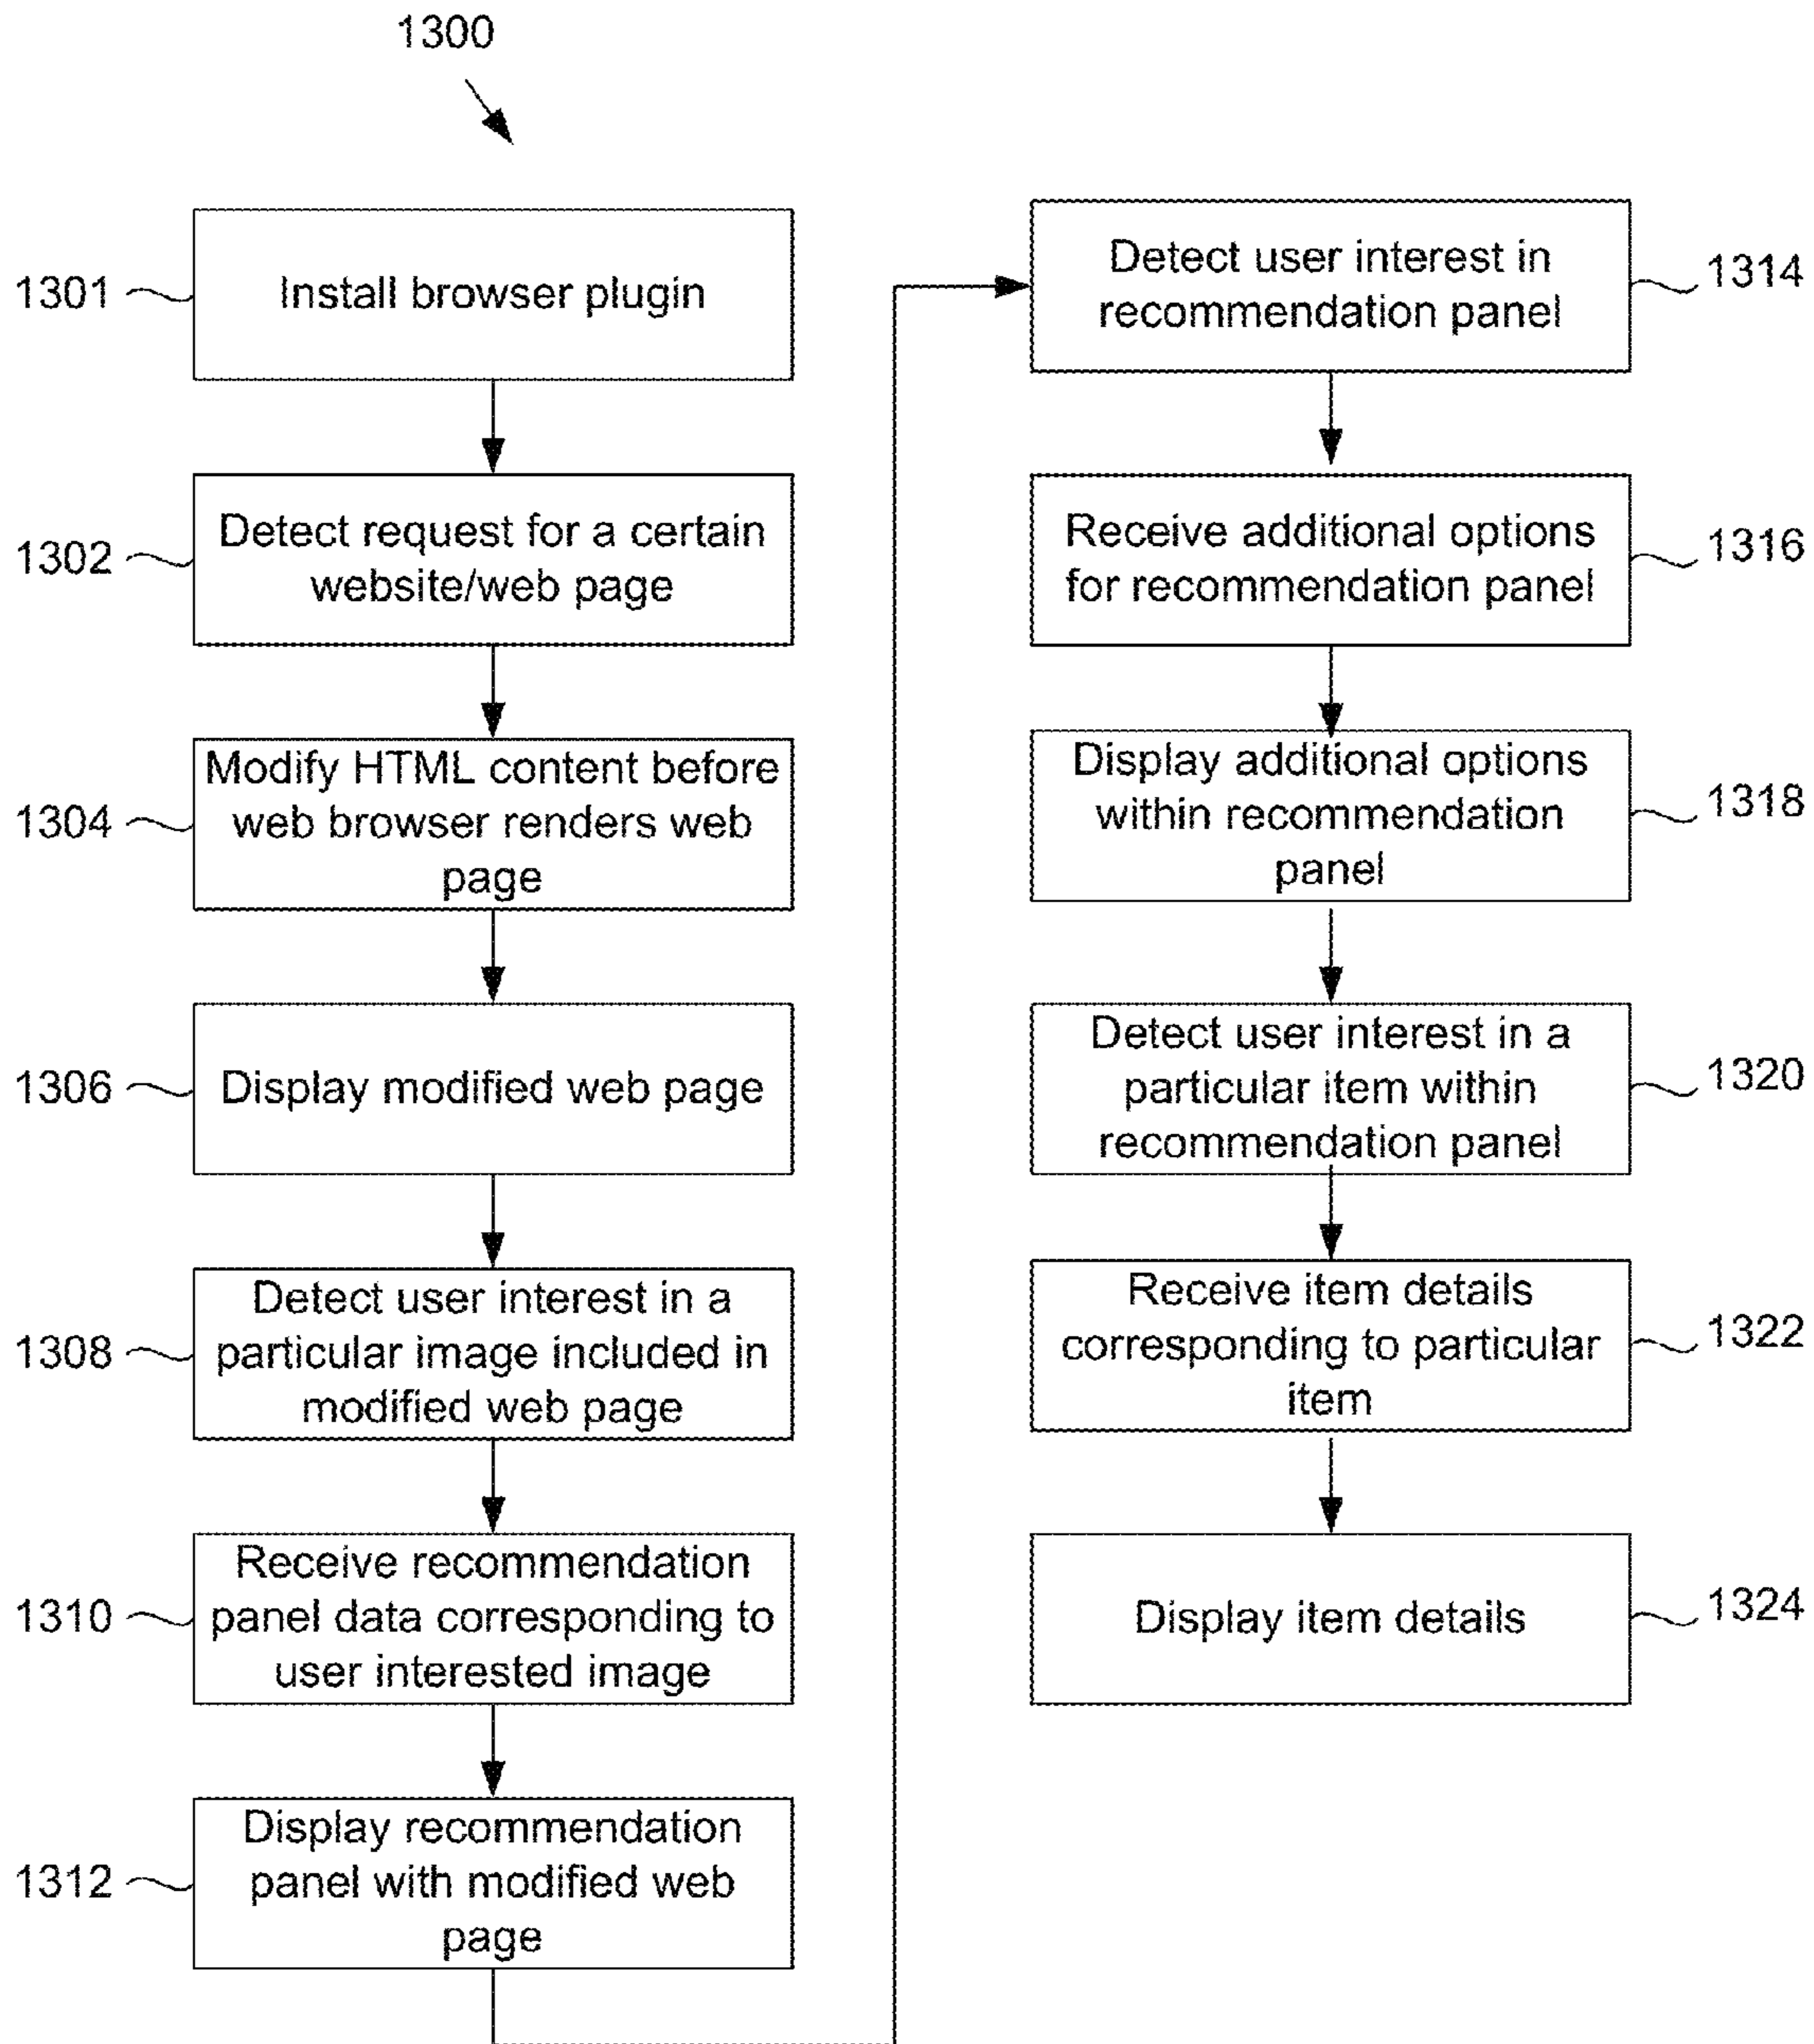 1300
1301
Install browser plugin
1302
Detect request for a certain
website/web page
1304
Modify HTML content before
web browser renders web
page
1306
Display modified web page
1308
Detect user interest in a
particular image included in
modified web page
1310
Receive recommendation
panel data corresponding to
user interested image
1312
Display recommendation
panel with modified web
page
Detect user interest in
recommendation panel
1314
Receive additional options
for recommendation panel
1316
Display additional options
within recommendation
panel
1318
Detect user interest in a
particular item within
recommendation panel
1320
Receive item details
corresponding to particular
item
1322
Display item details
1324